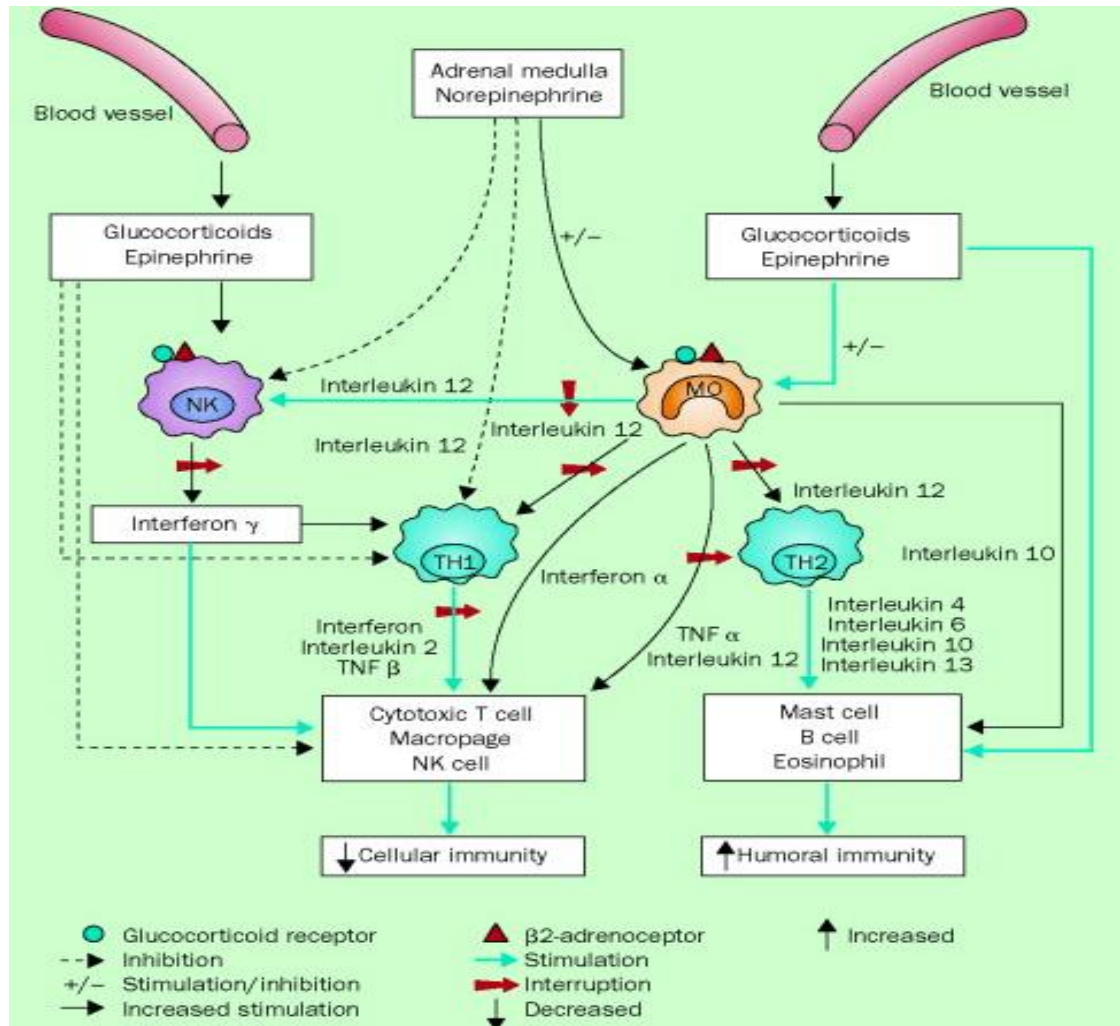 Blood vessel
Adrenal medulla
Norepinephrine
Blood vessel
Glucocorticoids
Epinephrine
+/−
Glucocorticoids
Epinephrine
+/−
NK
Interleukin 12
MO
Interleukin 12
Interleukin 12
Interleukin 12
Interferon γ
TH1
Interferon α
TH2
Interleukin 10
Interferon
Interleukin 2
TNF β
TNF α
Interleukin 12
Interleukin 4
Interleukin 6
Interleukin 10
Interleukin 13
Cytotoxic T cell
Macropage
NK cell
Mast cell
B cell
Eosinophil
Cellular immunity
Humoral immunity
Glucocorticoid receptor
β2-adrenoceptor
Increased
Inhibition
Stimulation
+/− Stimulation/inhibition
Interruption
Increased stimulation
Decreased